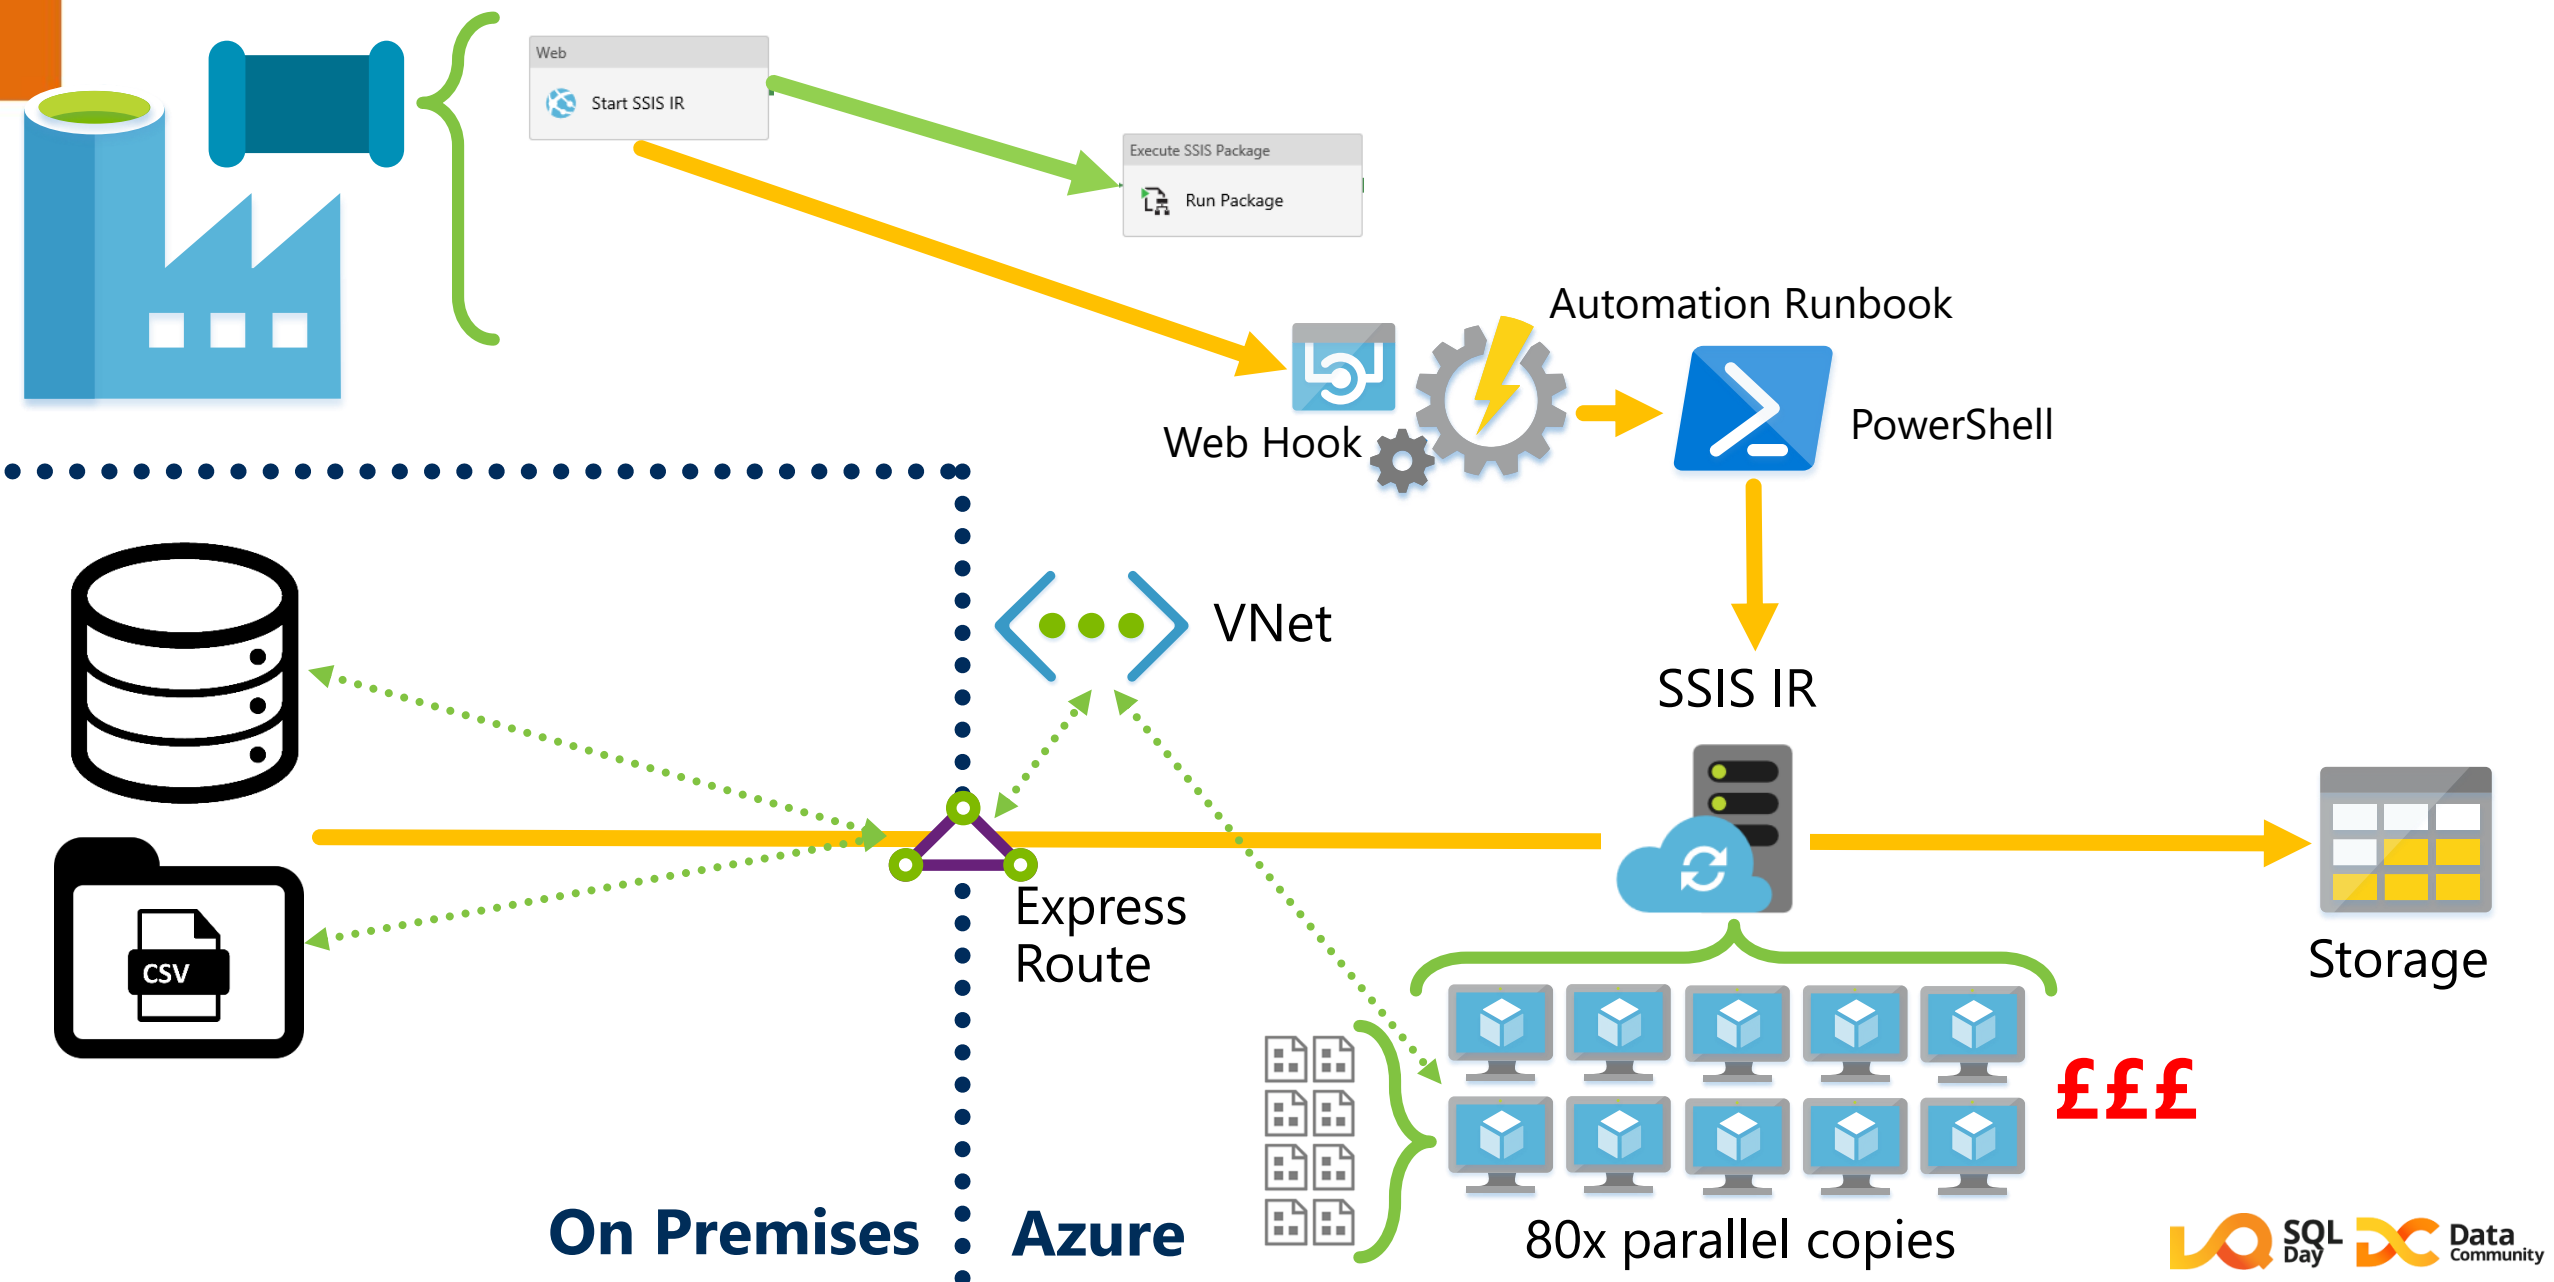 Web
Start SSIS IR
Execute SSIS Package
Run Package
Automation Runbook
Web Hook
PowerShell
VNet
SSIS IR
Express
Route
CSV
Storage
£££
80x parallel copies
On Premises
Azure
SQL
Day
Data
Community